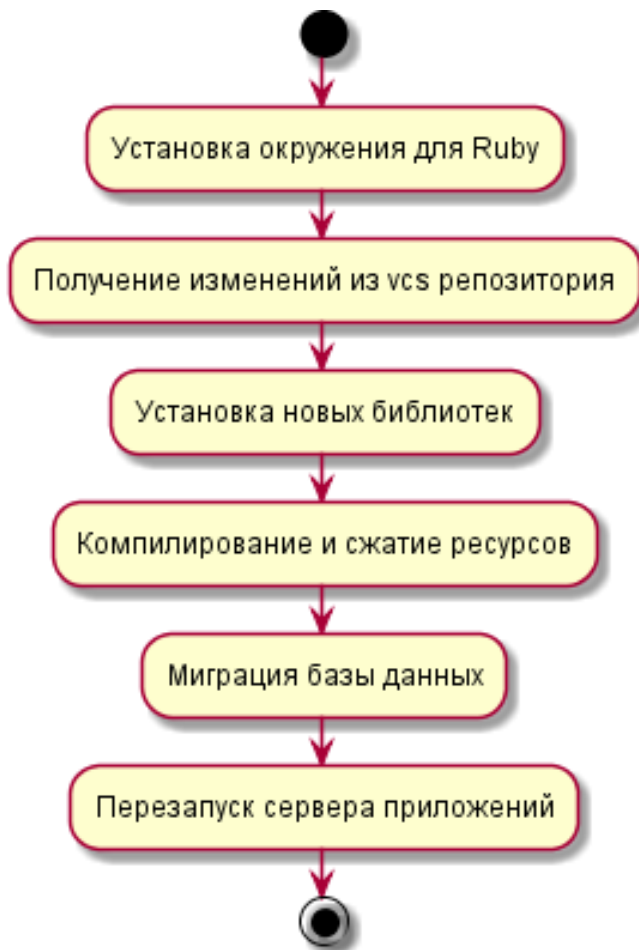 Установка окружения для Ruby
Получение изменений из vcs репозитория
Установка новых библиотек
Компилирование и сжатие ресурсов
Миграция базы данных
Перезапуск сервера приложений